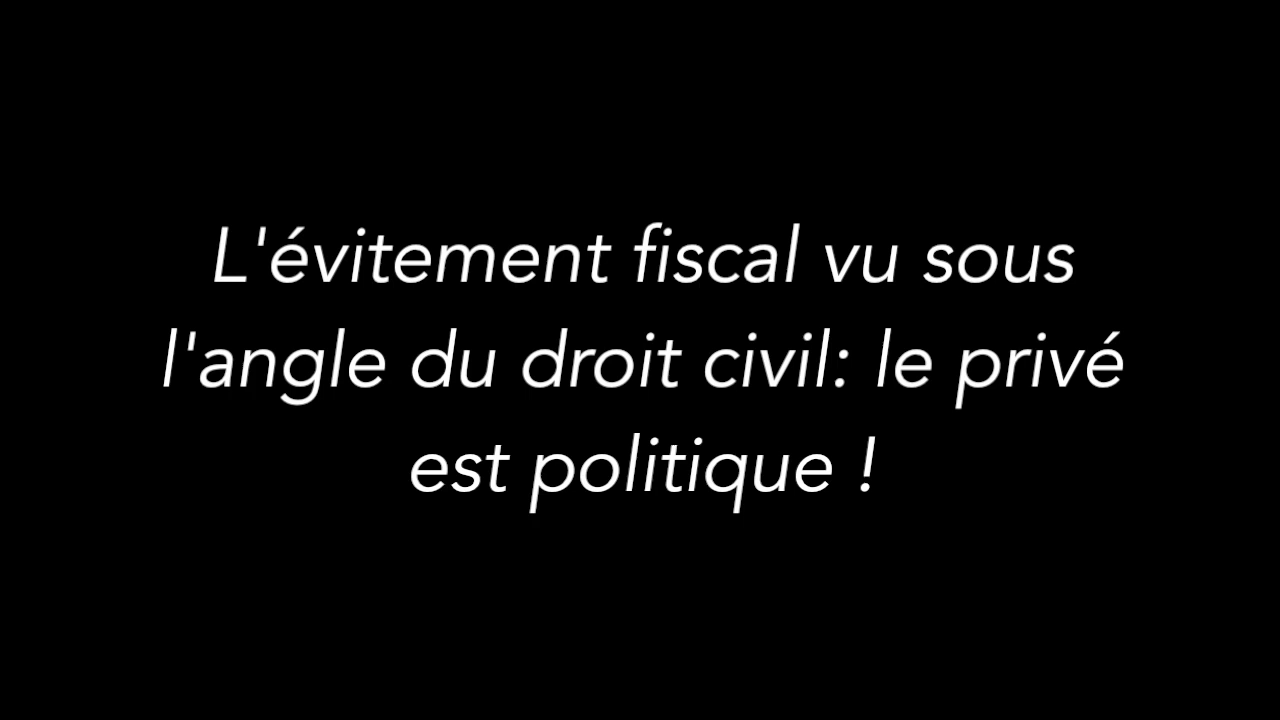 L'évitement fiscal vu sous
l'angle du droit civil: le privé
est politique !